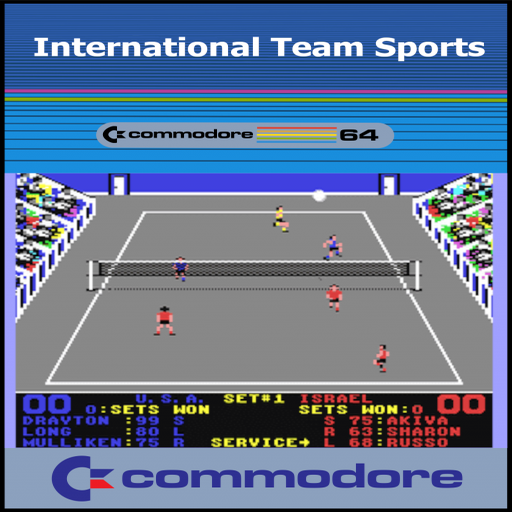 International Team Sports
commodore 64
00 U.S.A. SET#1 ISRAEL 00
0:SETS WON SETS WON:0
DRAYTON :99 S S 75:AKIVA
LONG :80 L R 65:SHARON
MULLIKEN:75 R SERVICE→ L 68:RUSSO
commodore